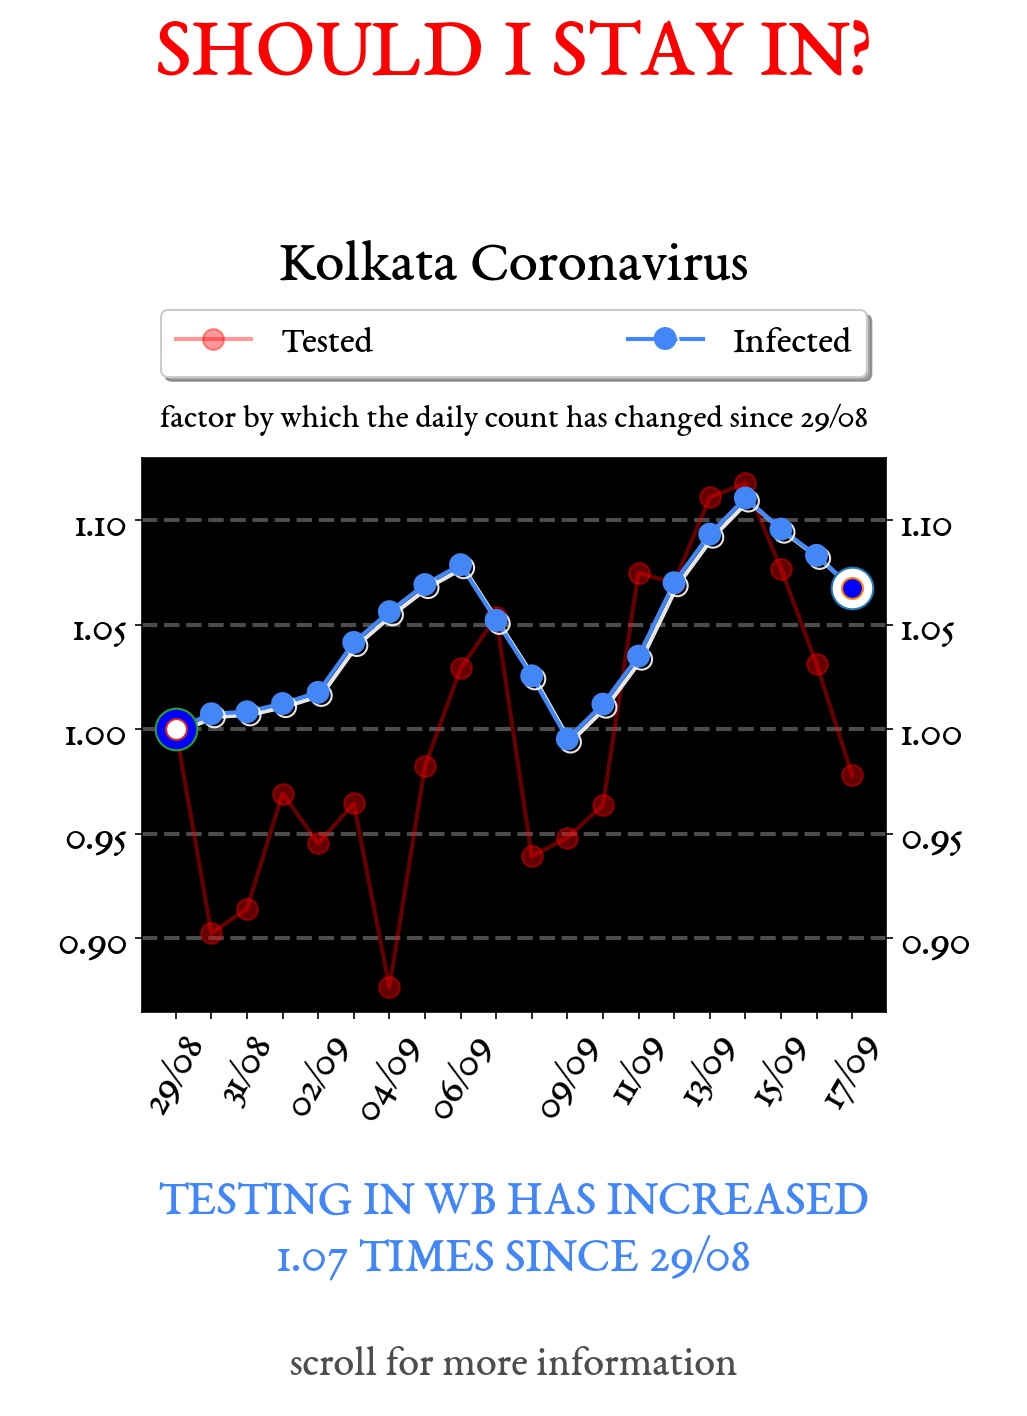 SHOULD I STAY IN?
Kolkata Coronavirus
Tested Infected
factor by which the daily count has changed since 29/08
1.10 1.10
1.05 1.05
1.00 1.00
0.95 0.95
0.90 0.90
29/08 31/08 02/09 04/09 06/09 09/09 11/09 13/09 15/09 17/09
TESTING IN WB HAS INCREASED
1.07 TIMES SINCE 29/08
scroll for more information